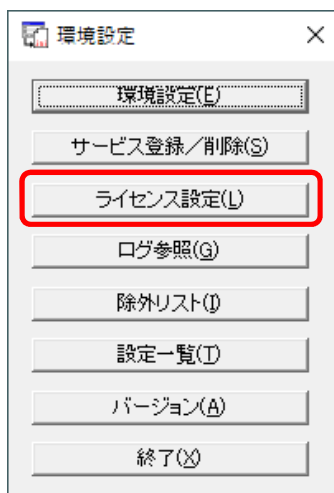 環境設定
環境設定(E)
サービス登録／削除(S)
ライセンス設定(L)
ログ参照(G)
除外リスト(I)
設定一覧(T)
バージョン(A)
終了(X)